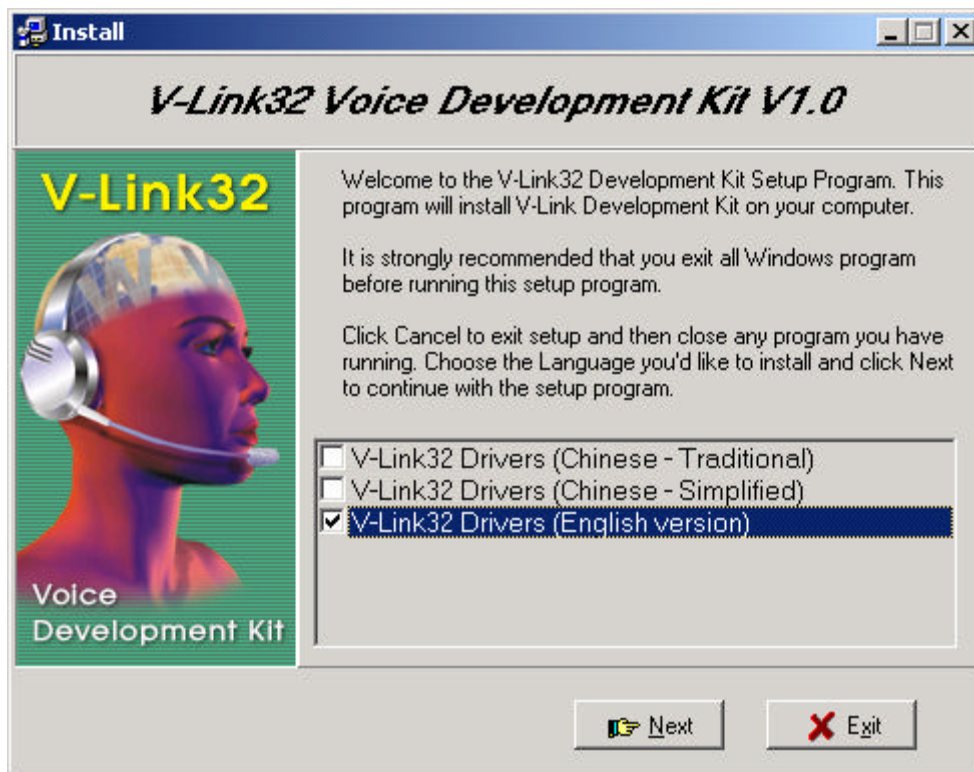 Install
V-Link32 Voice Development Kit V1.0
V-Link32
Voice
Development Kit
Welcome to the V-Link32 Development Kit Setup Program. This
program will install V-Link Development Kit on your computer.
It is strongly recommended that you exit all Windows program
before running this setup program.
Click Cancel to exit setup and then close any program you have
running. Choose the Language you'd like to install and click Next
to continue with the setup program.
V-Link32 Drivers (Chinese - Traditional)
V-Link32 Drivers (Chinese - Simplified)
V-Link32 Drivers (English version)
Next
Exit